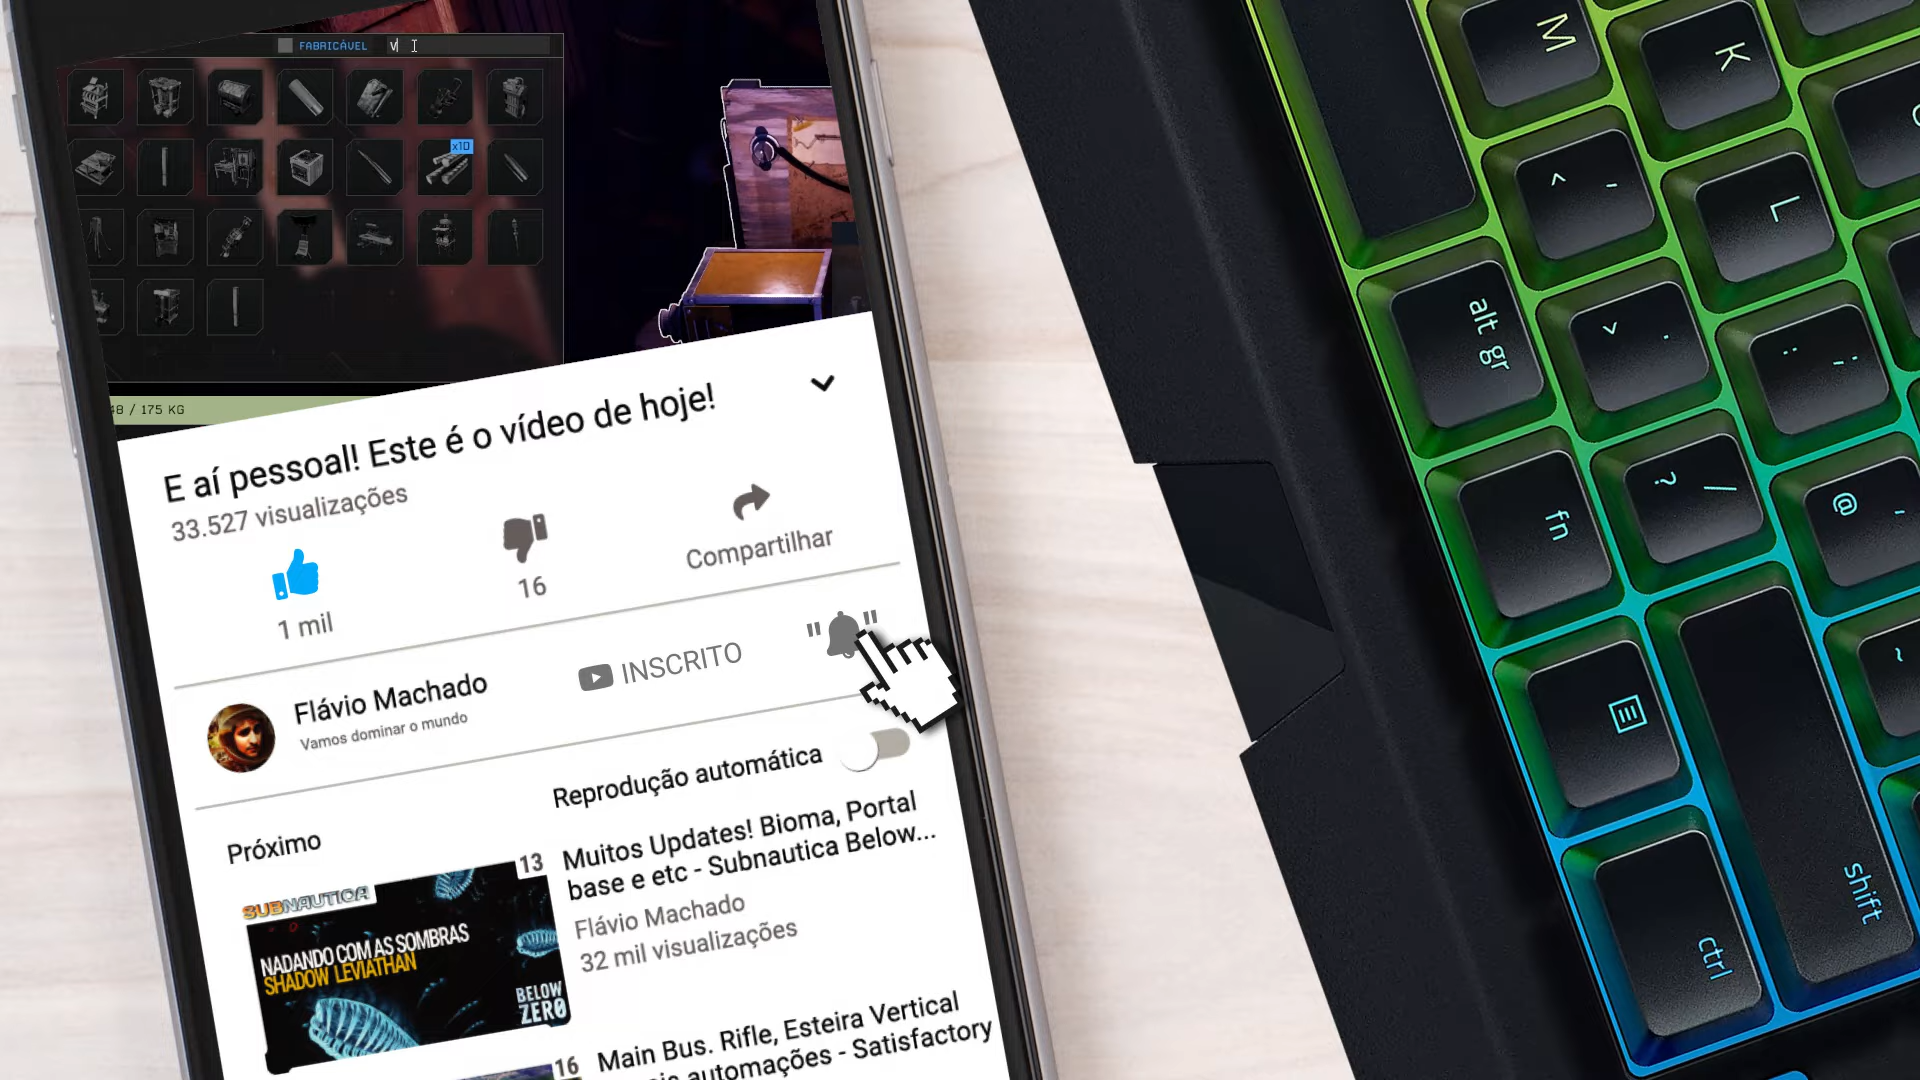 FABRICÁVEL
V
x10
48 / 175 KG
E aí pessoal! Este é o vídeo de hoje!
33.527 visualizações
1 mil
16
Compartilhar
Flávio Machado
Vamos dominar o mundo
INSCRITO
Reprodução automática
Próximo
13
SUBNAUTICA
NADANDO COM AS SOMBRAS
SHADOW LEVIATHAN
BELOW
ZERO
Muitos Updates! Bioma, Portal
base e etc - Subnautica Below...
Flávio Machado
32 mil visualizações
16
Main Bus. Rifle, Esteira Vertical
automações - Satisfactory
M
K
L
alt gr
fn
? /
@
shift
ctrl